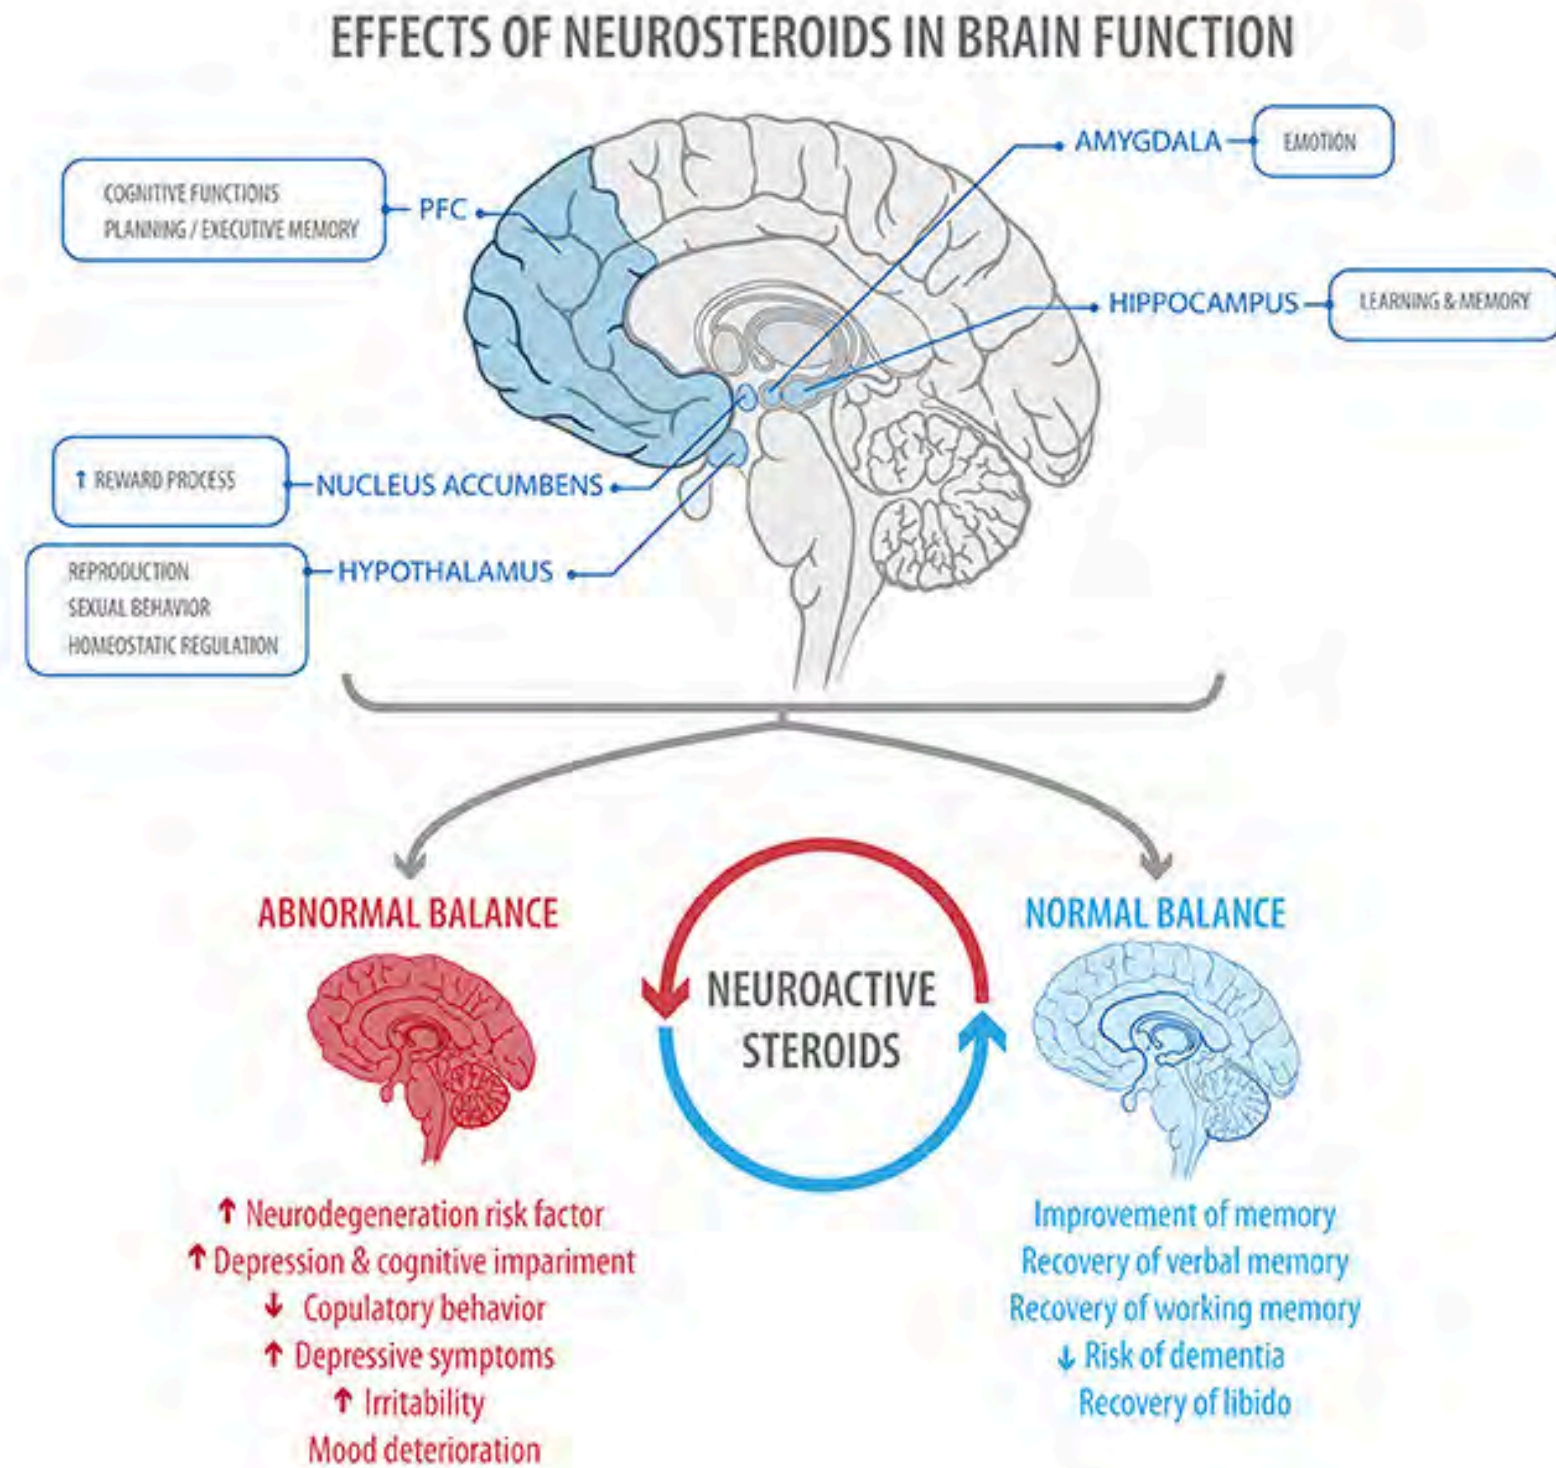 EFFECTS OF NEUROSTEROIDS IN BRAIN FUNCTION
COGNITIVE FUNCTIONS
PLANNING / EXECUTIVE MEMORY
PFC
AMYGDALA
EMOTION
HIPPOCAMPUS
LEARNING & MEMORY
↑ REWARD PROCESS
NUCLEUS ACCUMBENS
REPRODUCTION
SEXUAL BEHAVIOR
HOMEOSTATIC REGULATION
HYPOTHALAMUS
ABNORMAL BALANCE
↑ Neurodegeneration risk factor
↑ Depression & cognitive impariment
↓ Copulatory behavior
↑ Depressive symptoms
↑ Irritability
Mood deterioration
NEUROACTIVE
STEROIDS
NORMAL BALANCE
Improvement of memory
Recovery of verbal memory
Recovery of working memory
↓ Risk of dementia
Recovery of libido